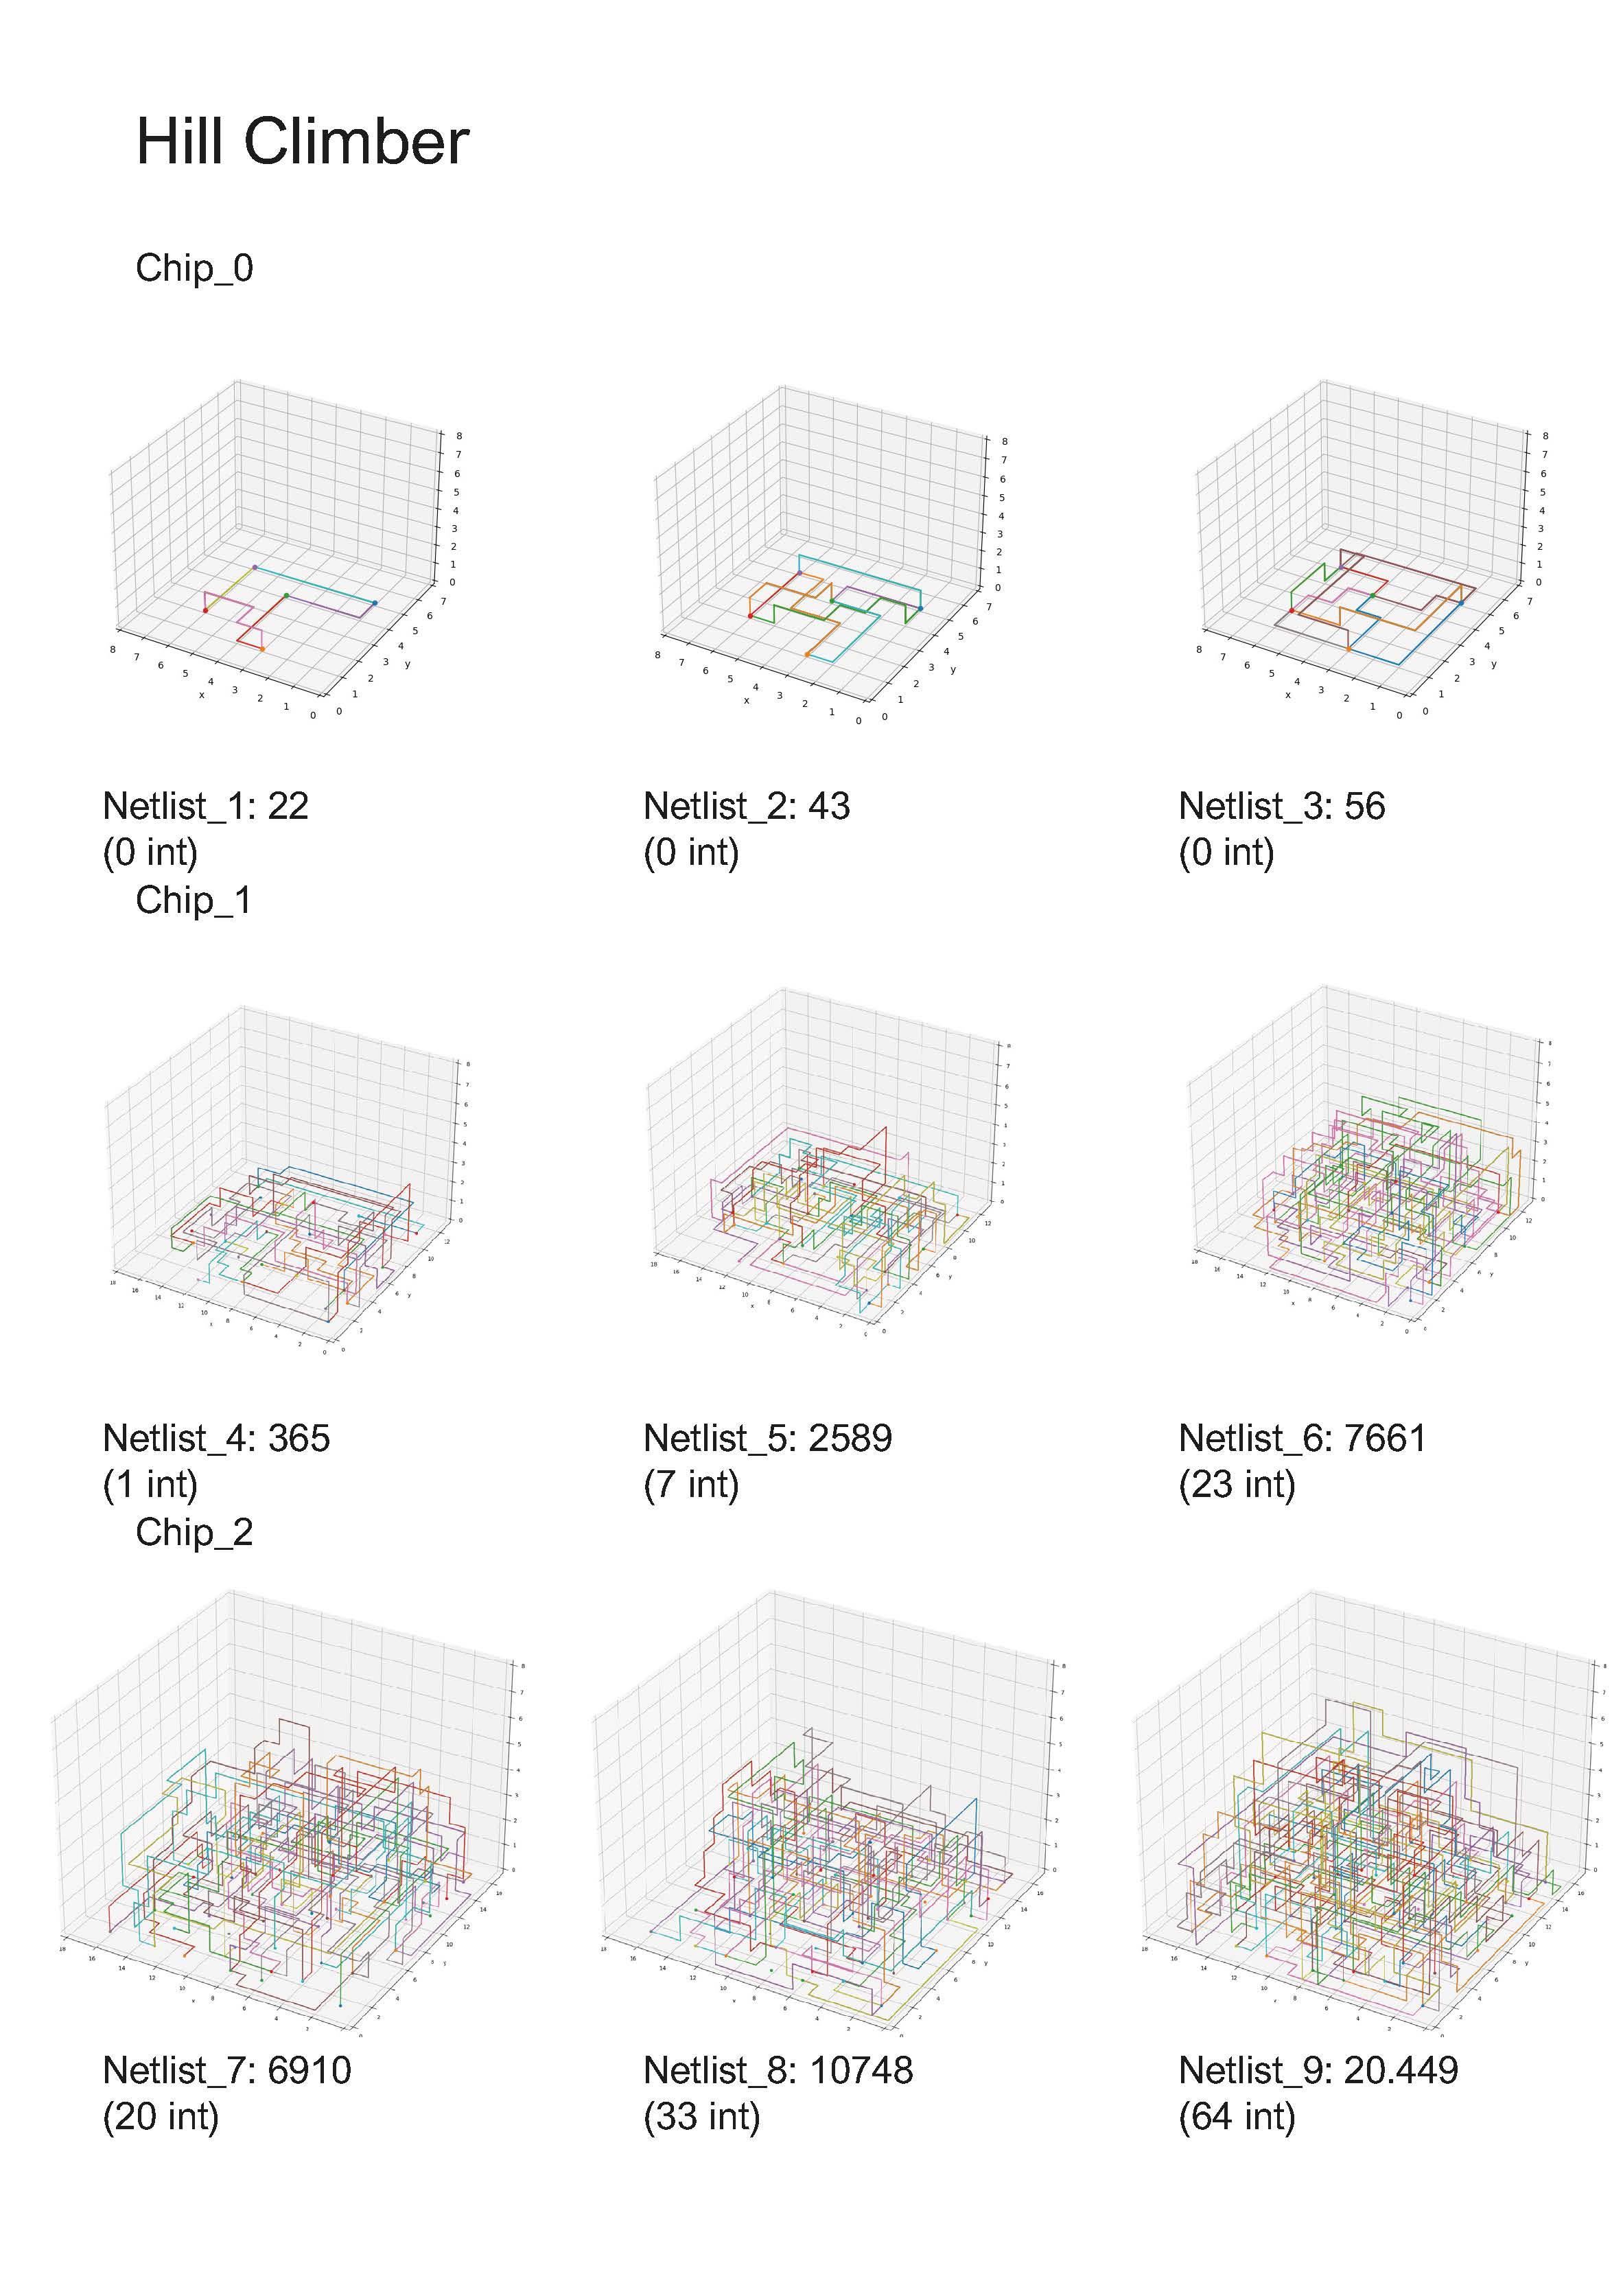 Hill Climber
Chip_0
Netlist_1: 22
(0 int)
Netlist_2: 43
(0 int)
Netlist_3: 56
(0 int)
Chip_1
Netlist_4: 365
(1 int)
Netlist_5: 2589
(7 int)
Netlist_6: 7661
(23 int)
Chip_2
Netlist_7: 6910
(20 int)
Netlist_8: 10748
(33 int)
Netlist_9: 20.449
(64 int)